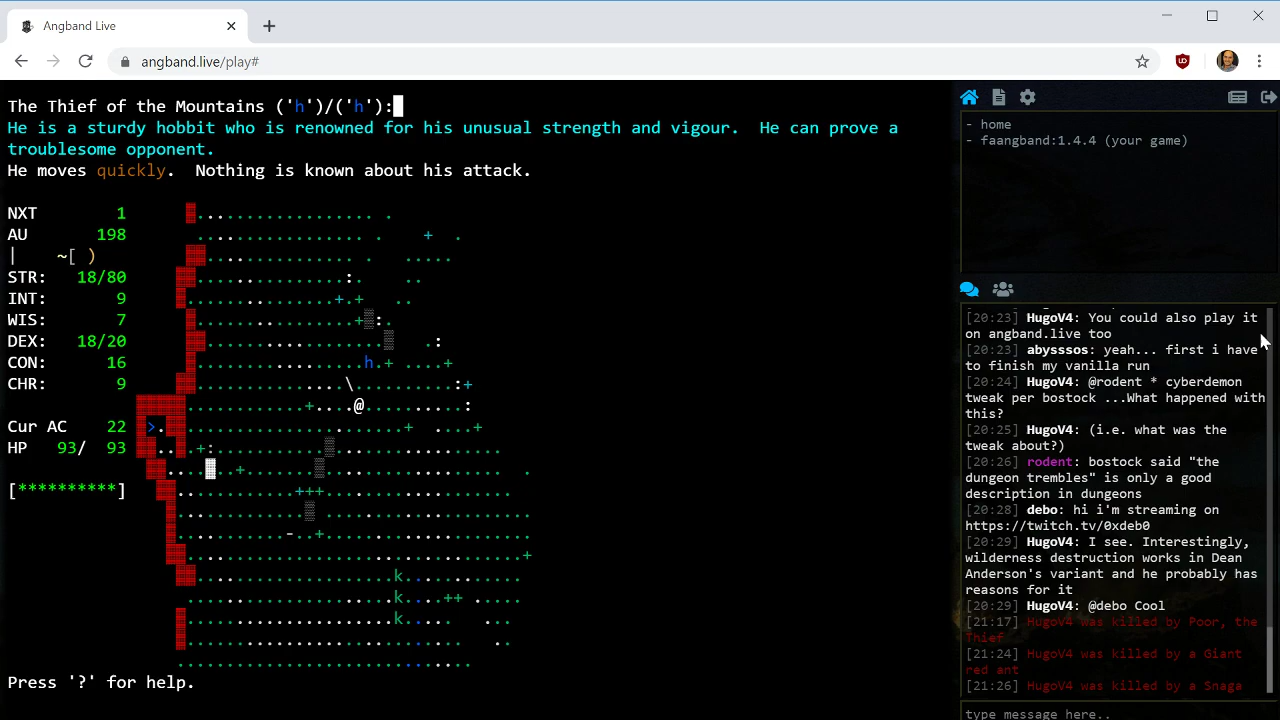 Angband Live
angband.live/play#
The Thief of the Mountains ('h')/('h'):
He is a sturdy hobbit who is renowned for his unusual strength and vigour.  He can prove a
troublesome opponent.
He moves quickly.  Nothing is known about his attack.
NXT 1
AU 198
| ~[ )
STR: 18/80
INT: 9
WIS: 7
DEX: 18/20
CON: 16
CHR: 9
Cur AC 22
HP 93/ 93
[**********]
h
@
>
k
k
k
Press '?' for help.
- home
- faangband:1.4.4 (your game)
[20:23] HugoV4: You could also play it
on angband.live too
[20:23] abysssos: yeah... first i have
to finish my vanilla run
[20:24] HugoV4: @rodent * cyberdemon
tweak per bostock ...What happened with
this?
[20:25] HugoV4: (i.e. what was the
tweak about?)
[20:26] rodent: bostock said "the
dungeon trembles" is only a good
description in dungeons
[20:28] debo: hi i'm streaming on
https://twitch.tv/0xdeb0
[20:29] HugoV4: I see. Interestingly,
wilderness destruction works in Dean
Anderson's variant and he probably has
reasons for it
[20:29] HugoV4: @debo Cool
[21:17] HugoV4 was killed by Poor, the
Thief
[21:24] HugoV4 was killed by a Giant
red ant
[21:26] HugoV4 was killed by a Snaga
type message here..